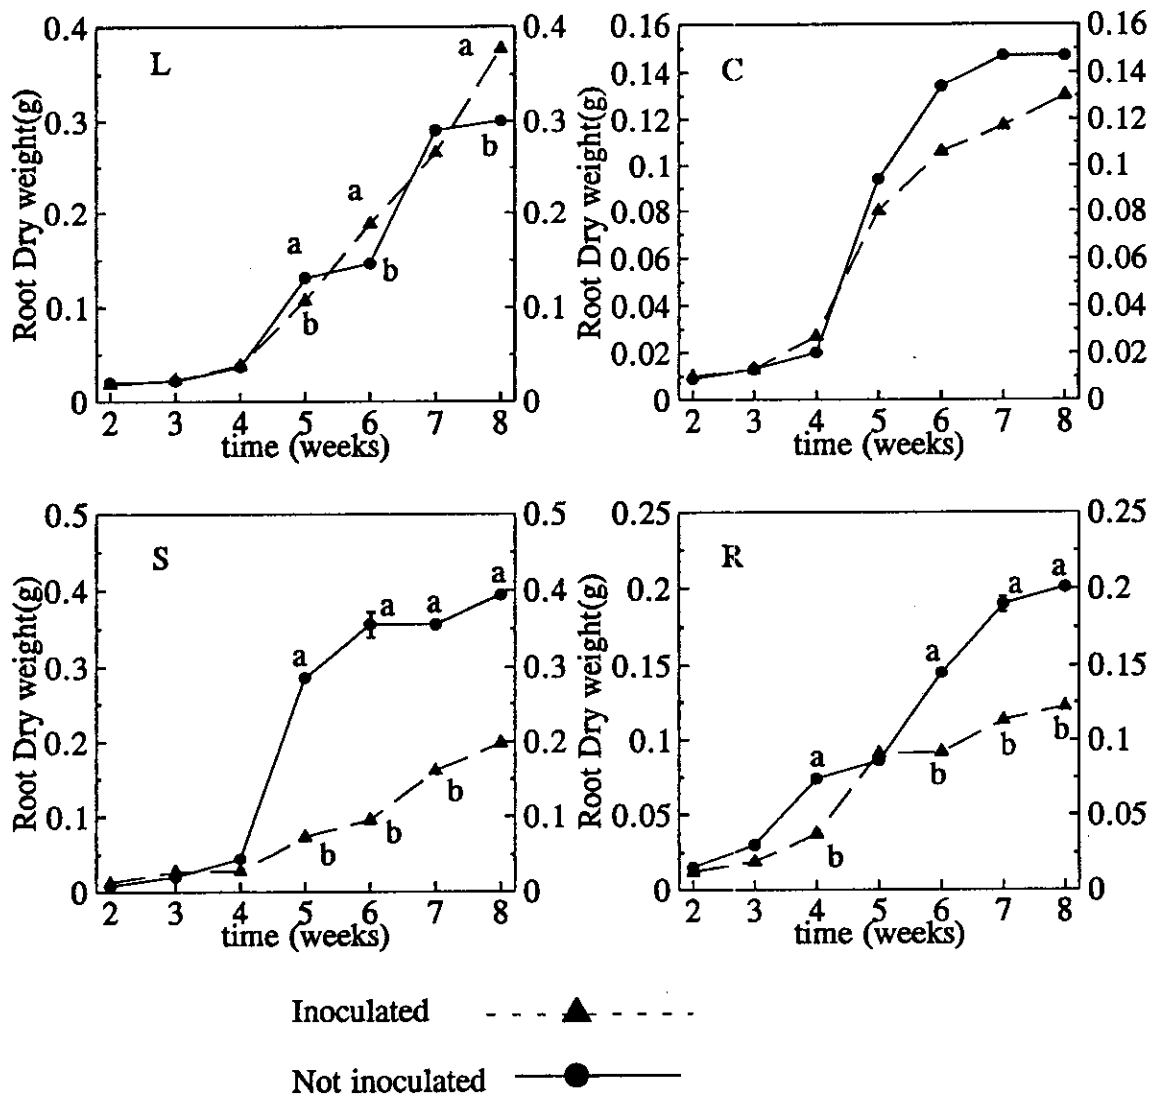 0.4
0.3
0.2
0.1
0
Root Dry weight(g)
L
a
a
a
b
b
b
0.4
0.3
0.2
0.1
0
2 3 4 5 6 7 8
time (weeks)
0.16
0.14
0.12
0.1
0.08
0.06
0.04
0.02
0
Root Dry weight(g)
C
0.16
0.14
0.12
0.1
0.08
0.06
0.04
0.02
0
2 3 4 5 6 7 8
time (weeks)
0.5
0.4
0.3
0.2
0.1
0
Root Dry weight(g)
S
a
a
a
a
b
b
b
0.5
0.4
0.3
0.2
0.1
0
2 3 4 5 6 7 8
time (weeks)
0.25
0.2
0.15
0.1
0.05
0
Root Dry weight(g)
R
a
a
a
a
b
b
b
b
0.25
0.2
0.15
0.1
0.05
0
2 3 4 5 6 7 8
time (weeks)
Inoculated
Not inoculated